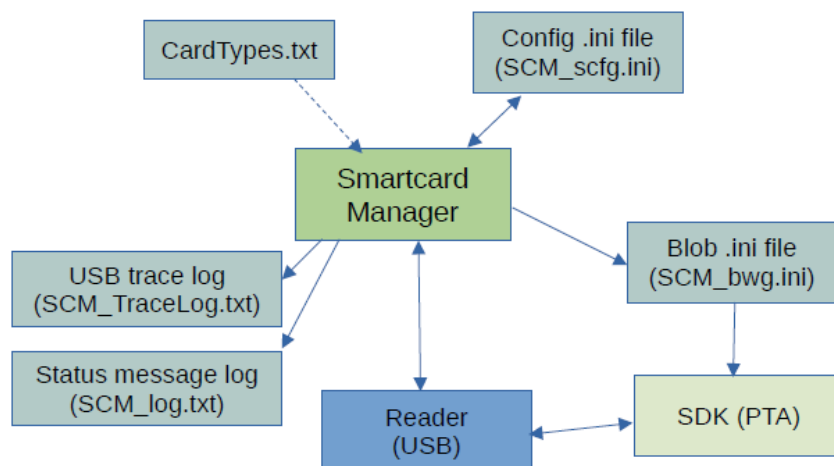 CardTypes.txt
Config .ini file
(SCM_scfg.ini)
Smartcard
Manager
USB trace log
(SCM_TraceLog.txt)
Blob .ini file
(SCM_bwg.ini)
Status message log
(SCM_log.txt)
Reader
(USB)
SDK (PTA)